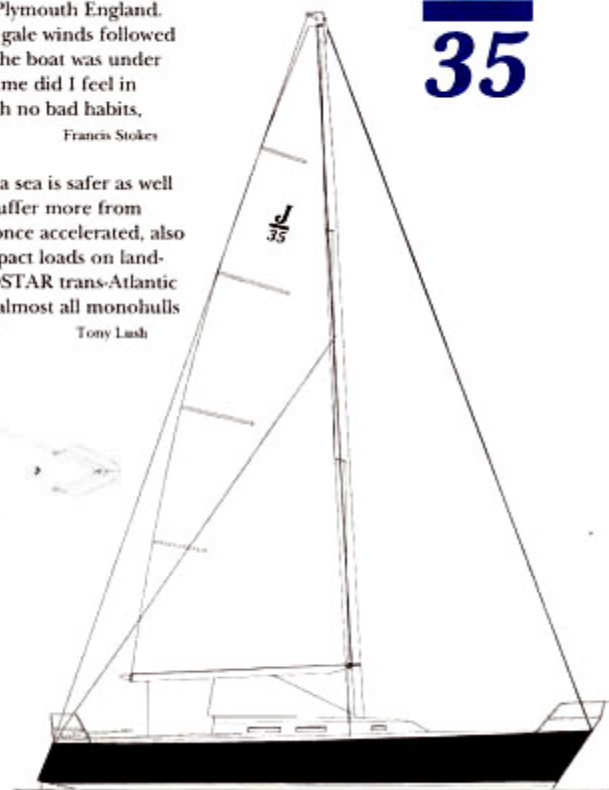 Plymouth England.
gale winds followed
he boat was under
me did I feel in
h no bad habits,
Francis Stokes
a sea is safer as well
uffer more from
once accelerated, also
pact loads on land-
STAR trans-Atlantic
almost all monohulls
Tony Lush
35
J
35